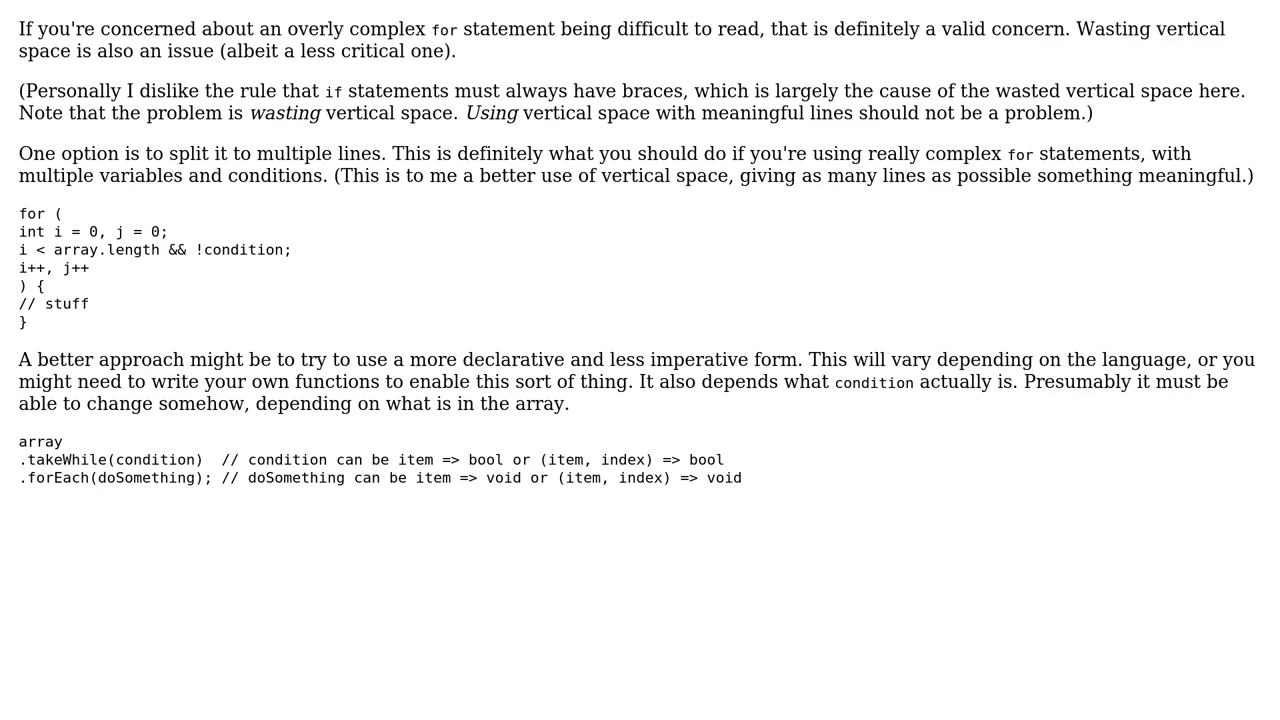 If you're concerned about an overly complex for statement being difficult to read, that is definitely a valid concern. Wasting vertical
space is also an issue (albeit a less critical one).
(Personally I dislike the rule that if statements must always have braces, which is largely the cause of the wasted vertical space here.
Note that the problem is wasting vertical space. Using vertical space with meaningful lines should not be a problem.)
One option is to split it to multiple lines. This is definitely what you should do if you're using really complex for statements, with
multiple variables and conditions. (This is to me a better use of vertical space, giving as many lines as possible something meaningful.)
for (
int i = 0, j = 0;
i < array.length && !condition;
i++, j++
) {
// stuff
}
A better approach might be to try to use a more declarative and less imperative form. This will vary depending on the language, or you
might need to write your own functions to enable this sort of thing. It also depends what condition actually is. Presumably it must be
able to change somehow, depending on what is in the array.
array
.takeWhile(condition)  // condition can be item => bool or (item, index) => bool
.forEach(doSomething); // doSomething can be item => void or (item, index) => void